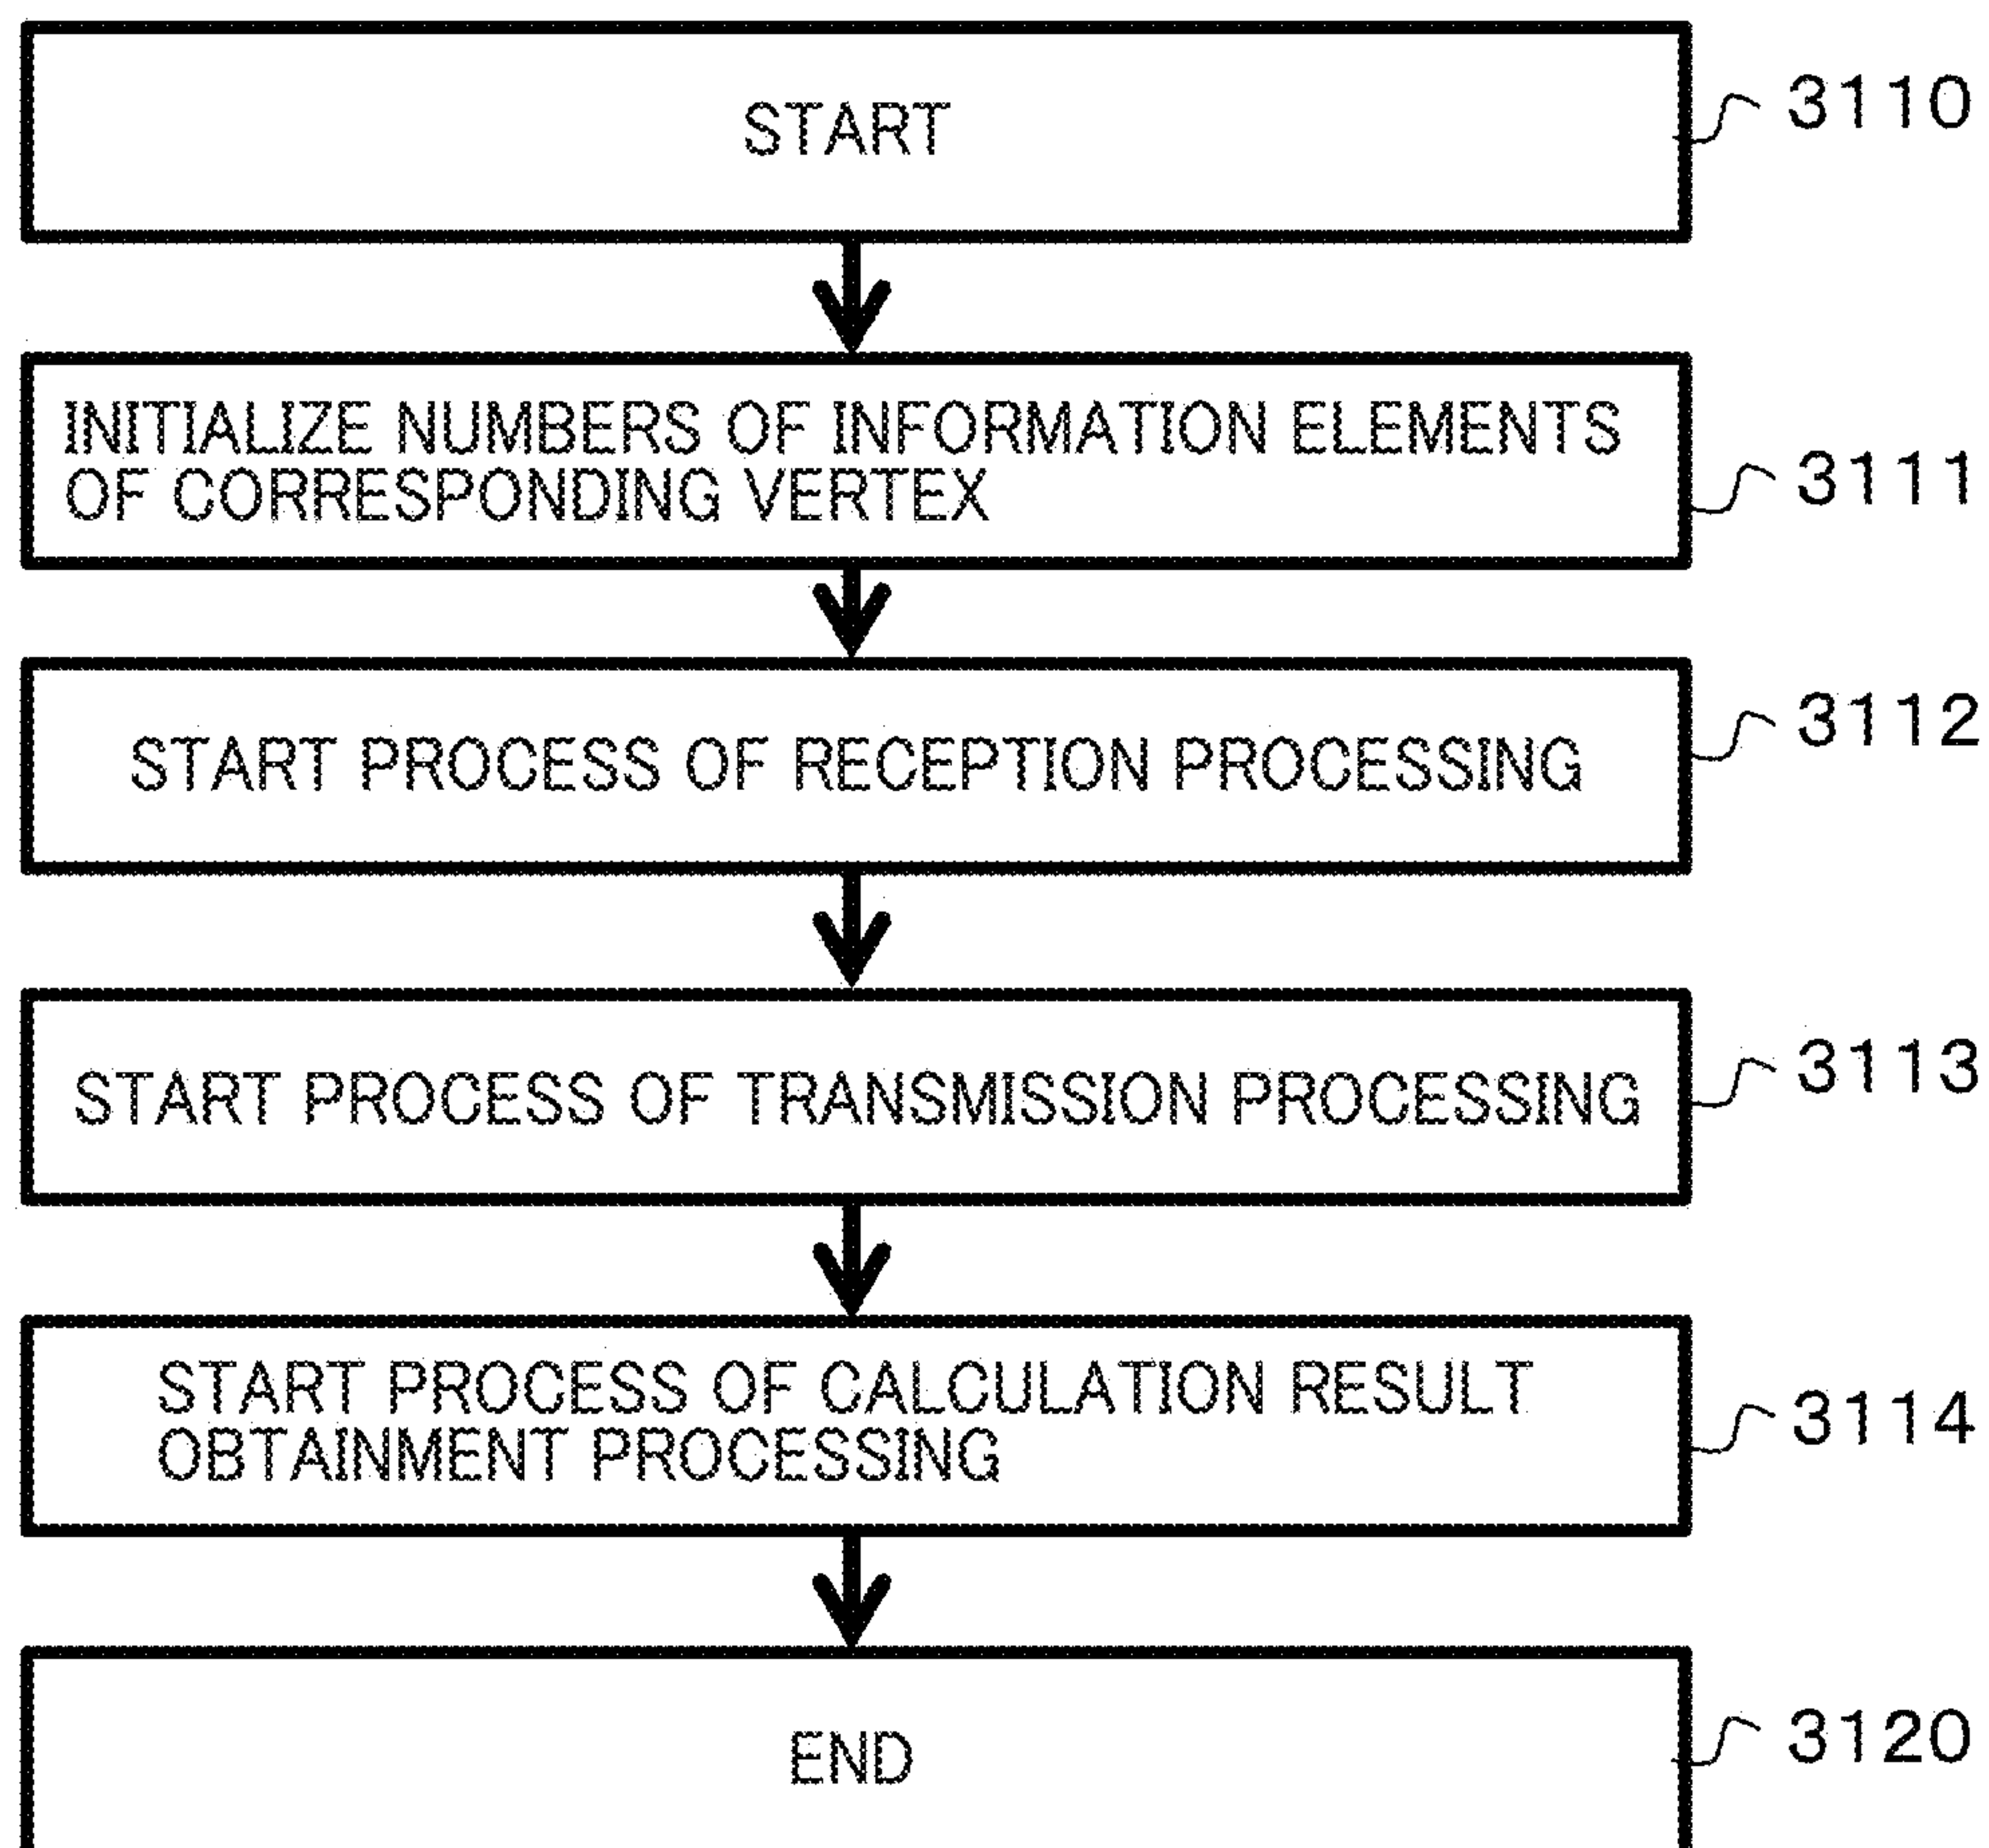 START
3110
INITIALIZE NUMBERS OF INFORMATION ELEMENTS
OF CORRESPONDING VERTEX
3111
START PROCESS OF RECEPTION PROCESSING
3112
START PROCESS OF TRANSMISSION PROCESSING
3113
START PROCESS OF CALCULATION RESULT
OBTAINMENT PROCESSING
3114
END
3120